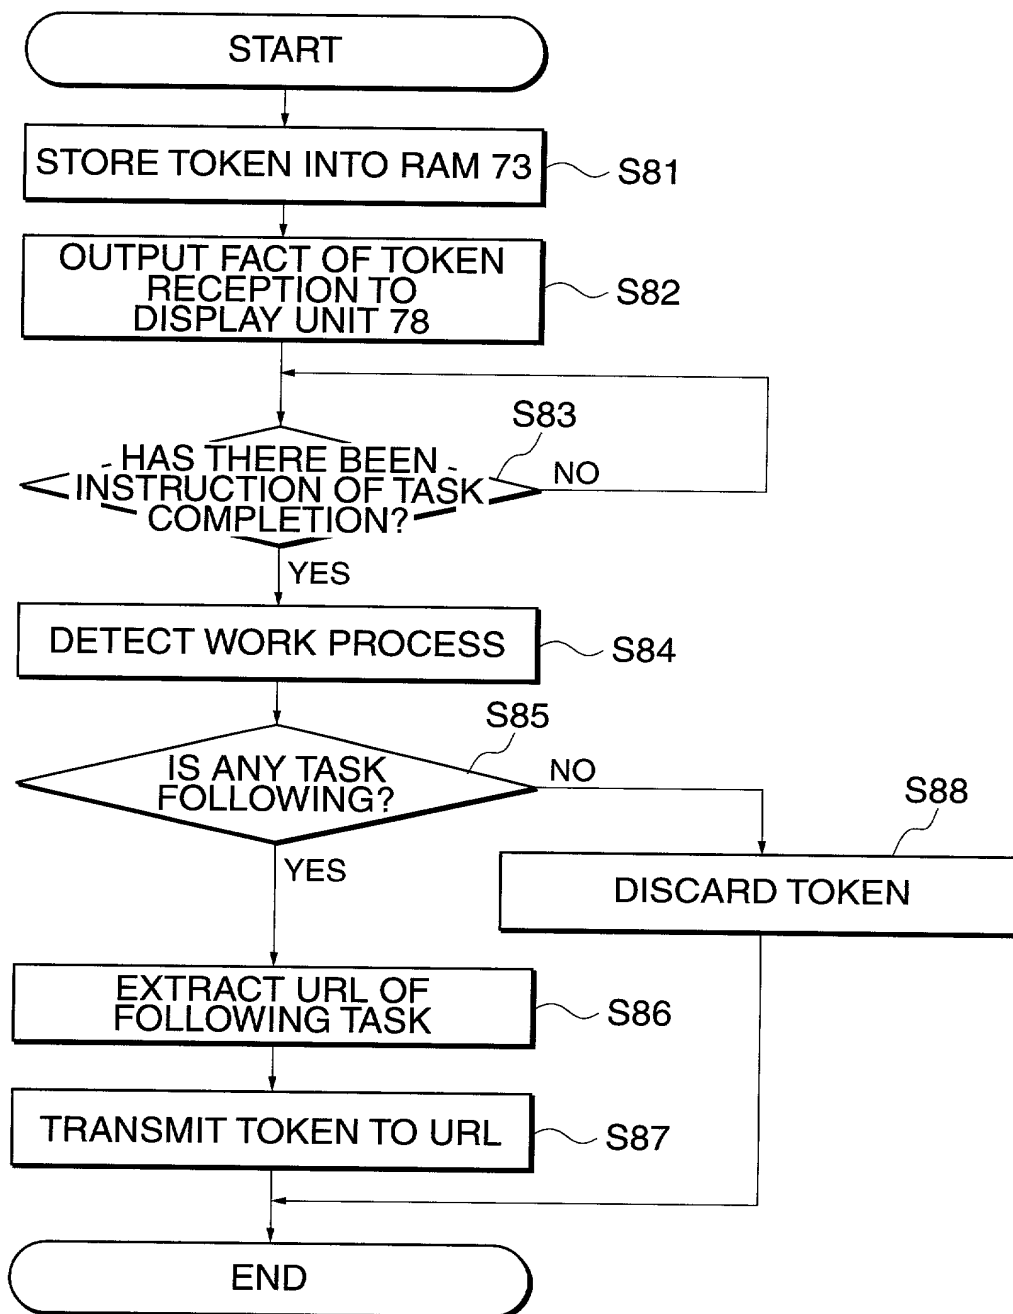 START
STORE TOKEN INTO RAM 73
S81
OUTPUT FACT OF TOKEN
RECEPTION TO
DISPLAY UNIT 78
S82
S83
HAS THERE BEEN
INSTRUCTION OF TASK
COMPLETION?
NO
YES
DETECT WORK PROCESS
S84
S85
IS ANY TASK
FOLLOWING?
NO
YES
S88
DISCARD TOKEN
EXTRACT URL OF
FOLLOWING TASK
S86
TRANSMIT TOKEN TO URL
S87
END